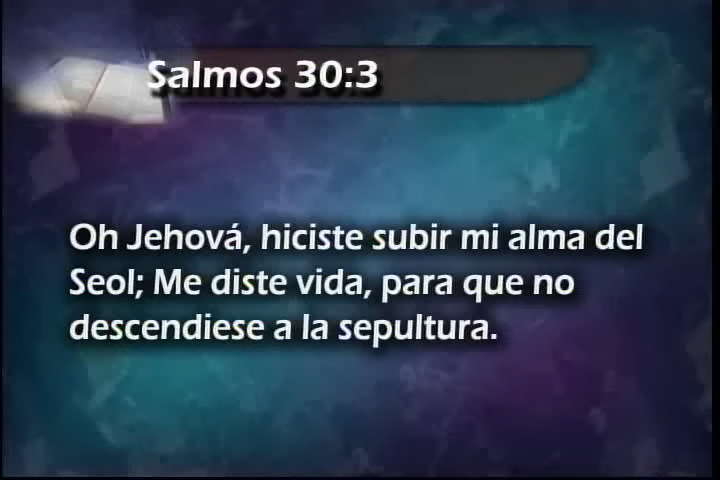 Salmos 30:3
Oh Jehová, hiciste subir mi alma del
Seol; Me diste vida, para que no
descendiese a la sepultura.